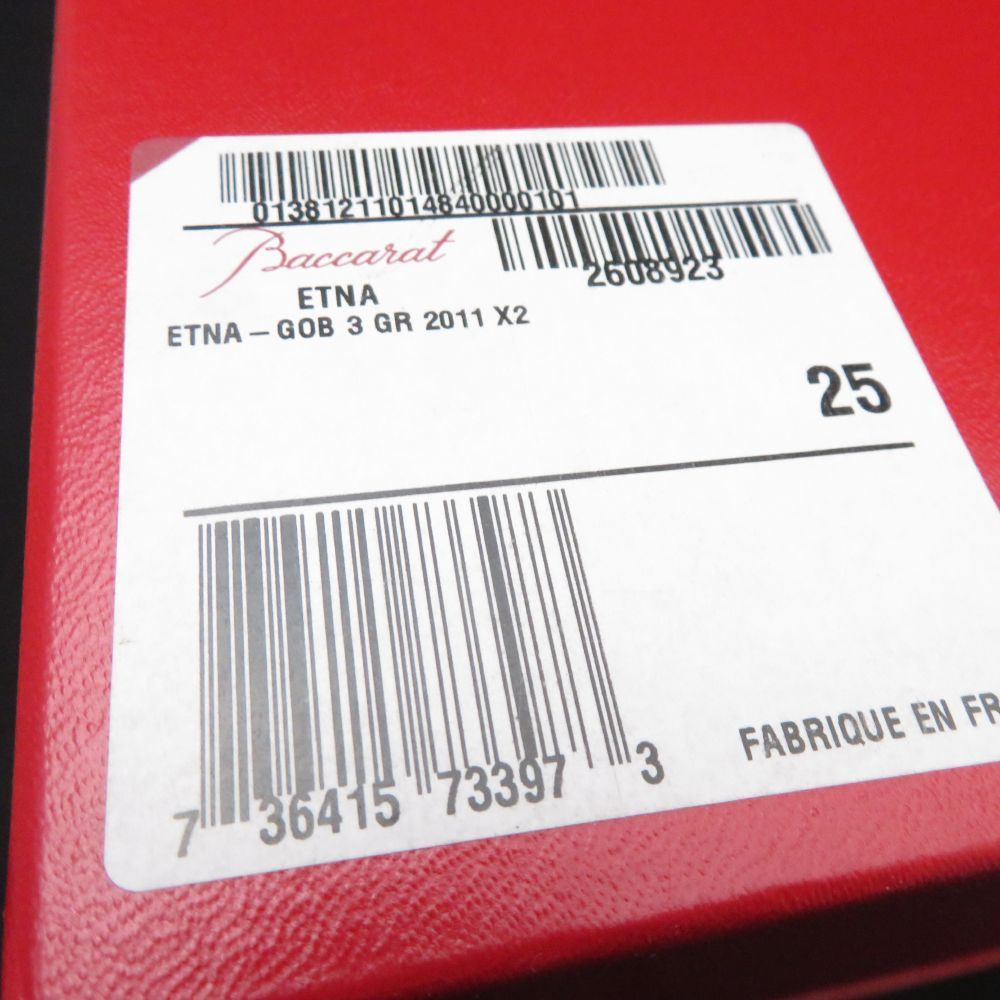 01381211014840000101
Baccarat
2608923
ETNA
ETNA – GOB 3 GR 2011 X2
25
7 36415 73397 3
FABRIQUE EN FR